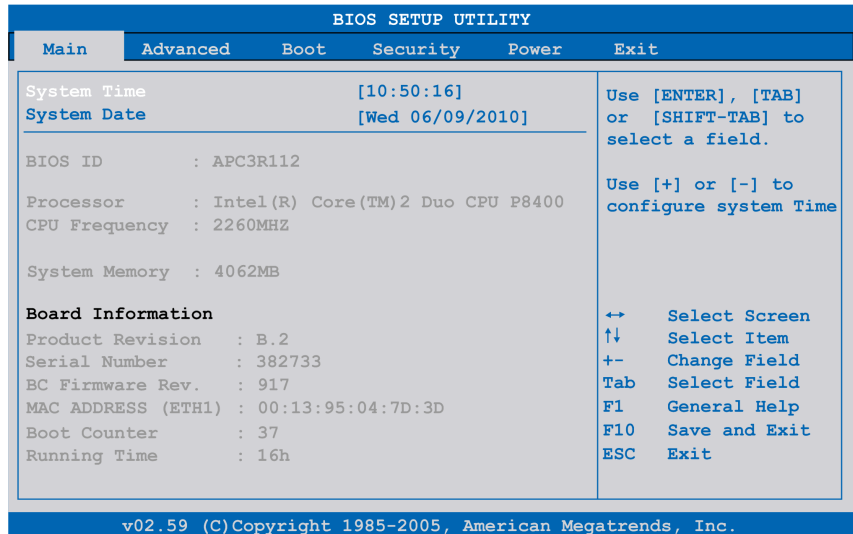 BIOS SETUP UTILITY
Main Advanced Boot Security Power Exit
System Time [10:50:16]
System Date [Wed 06/09/2010]
BIOS ID : APC3R112
Processor : Intel(R) Core(TM)2 Duo CPU P8400
CPU Frequency : 2260MHZ
System Memory : 4062MB
Board Information
Product Revision : B.2
Serial Number : 382733
BC Firmware Rev. : 917
MAC ADDRESS (ETH1) : 00:13:95:04:7D:3D
Boot Counter : 37
Running Time : 16h
Use [ENTER], [TAB]
or [SHIFT-TAB] to
select a field.
Use [+] or [-] to
configure system Time
↔ Select Screen
↑↓ Select Item
+- Change Field
Tab Select Field
F1 General Help
F10 Save and Exit
ESC Exit
v02.59 (C)Copyright 1985-2005, American Megatrends, Inc.